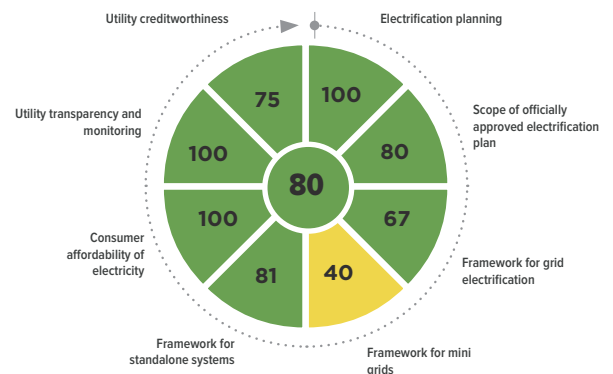 Utility creditworthiness
Electrification planning
75
100
Utility transparency and
monitoring
Scope of officially
approved electrification
plan
100
80
80
100
67
Consumer
affordability of
electricity
Framework for grid
electrification
81
40
Framework for
standalone systems
Framework for mini
grids